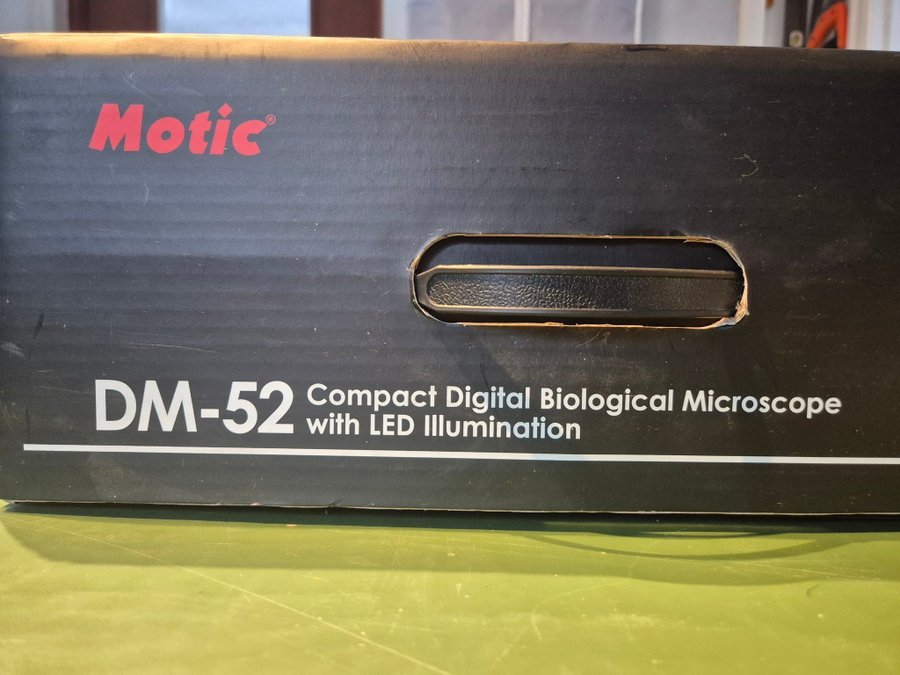 Motic®
DM-52 Compact Digital Biological Microscope
with LED Illumination